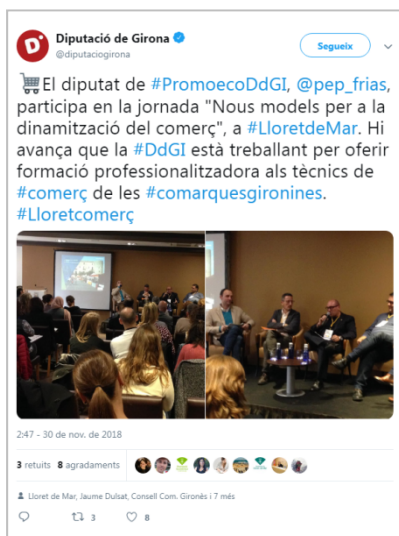 Diputació de Girona
@diputaciogirona
Segueix
El diputat de #PromoecoDdGI, @pep_frias,
participa en la jornada "Nous models per a la
dinamització del comerç", a #LloretdeMar. Hi
avança que la #DdGI està treballant per oferir
formació professionalitzadora als tècnics de
#comerç de les #comarquesgironines.
#Lloretcomerç
2:47 - 30 de nov. de 2018
3 retuits 8 agradaments
Lloret de Mar, Jaume Dulsat, Consell Com. Gironès i 7 més
3 8